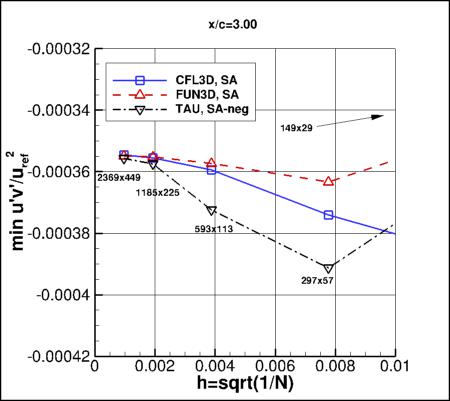 x/c=3.00
-0.00032
CFL3D, SA
FUN3D, SA
TAU, SA-neg
-0.00034
149x29
-0.00036
2369x449
1185x225
593x113
297x57
-0.00038
-0.0004
-0.00042
min u'v'/u_ref^2
0 0.002 0.004 0.006 0.008 0.01
h=sqrt(1/N)